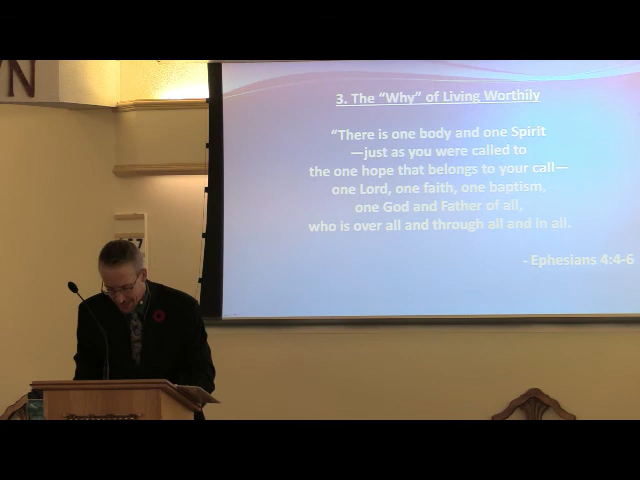 WN
3. The “Why” of Living Worthily
“There is one body and one Spirit
—just as you were called to
the one hope that belongs to your call—
one Lord, one faith, one baptism,
one God and Father of all,
who is over all and through all and in all.
- Ephesians 4:4-6